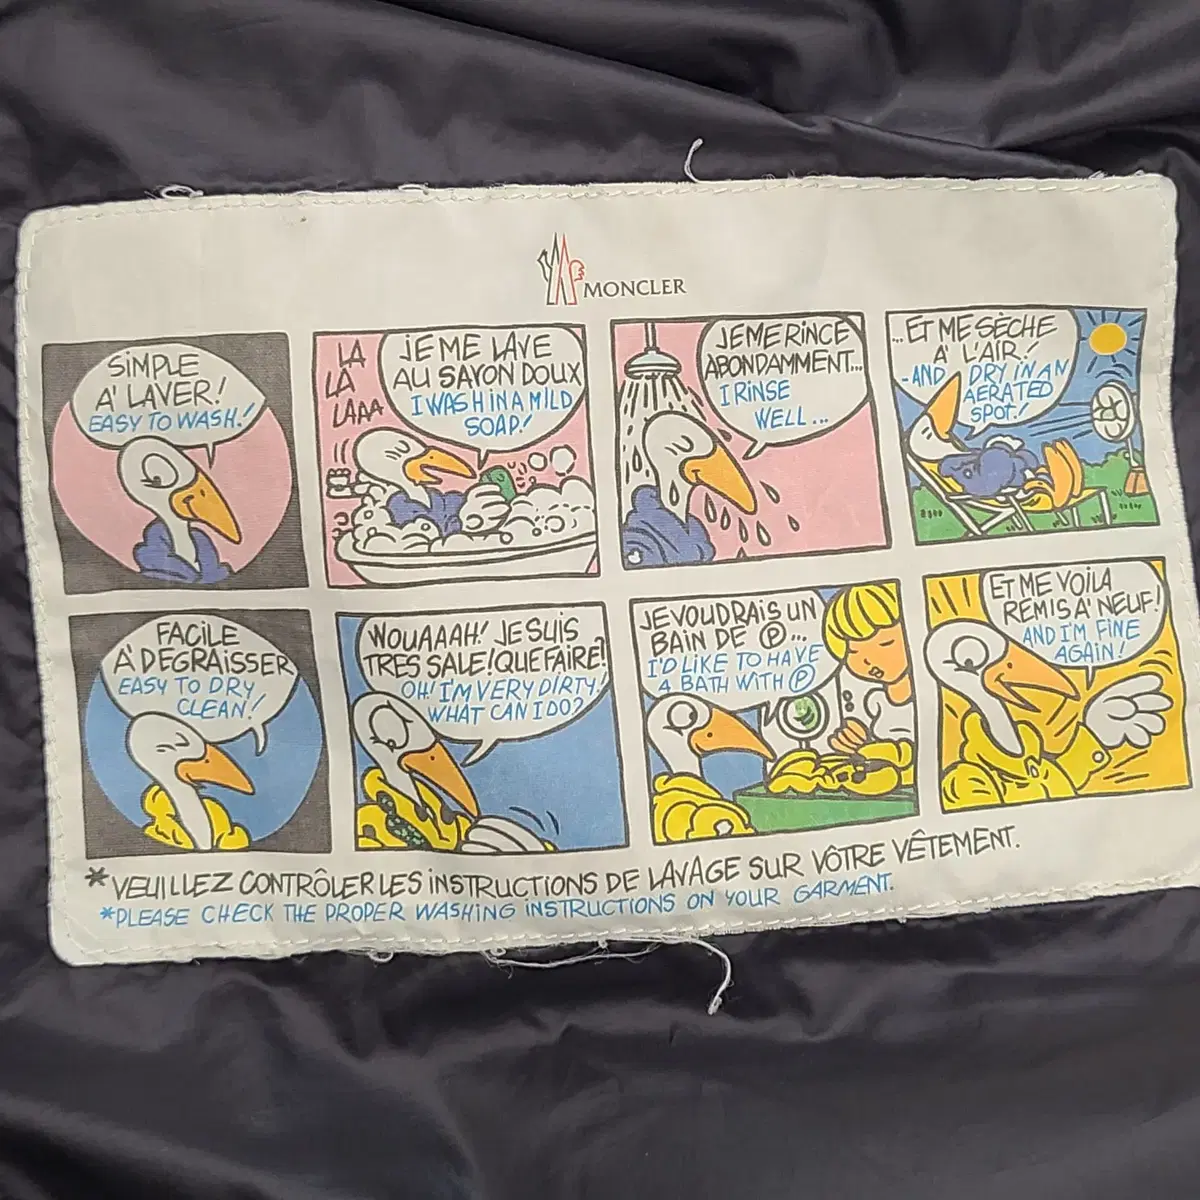 MONCLER
SIMPLE
A' LAVER!
EASY TO WASH!
LA
LA
LAAA
JE ME LAVE
AU SAVON DOUX
I WASH IN A MILD
SOAP!
JE ME RINCE
ABONDAMMENT...
I RINSE
WELL...
...ET ME SÈCHE
A' L'AIR!
-AND DRY IN AN
AERATED
SPOT!
FACILE
A' DEGRAISSER
EASY TO DRY
CLEAN!
WOUAAAH! JE SUIS
TRES SALE! QUE FAIRE?
OH! I'M VERY DIRTY!
WHAT CAN I DO?
JE VOUDRAIS UN
BAIN DE Ⓟ...
I'D LIKE TO HAVE
A BATH WITH Ⓟ
ET ME VOILA
REMIS A' NEUF!
AND I'M FINE
AGAIN!
*VEUILLEZ CONTRÔLER LES INSTRUCTIONS DE LAVAGE SUR VÔTRE VÊTEMENT.
*PLEASE CHECK THE PROPER WASHING INSTRUCTIONS ON YOUR GARMENT.